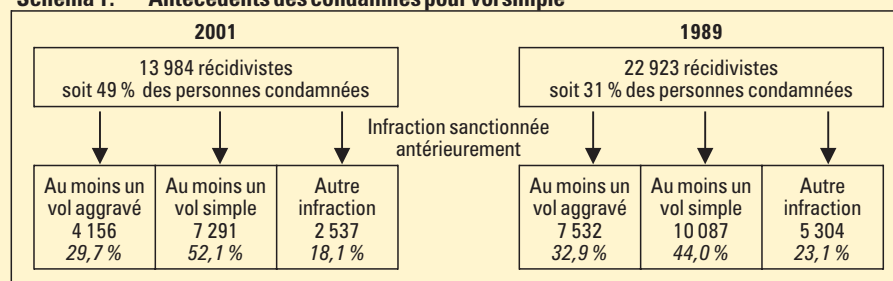 Schéma 1. Antécédents des condamnés pour vol simple
2001
13 984 récidivistes
soit 49 % des personnes condamnées
Infraction sanctionnée
antérieurement
Au moins un
vol aggravé
4 156
29,7 %
Au moins un
vol simple
7 291
52,1 %
Autre
infraction
2 537
18,1 %
1989
22 923 récidivistes
soit 31 % des personnes condamnées
Au moins un
vol aggravé
7 532
32,9 %
Au moins un
vol simple
10 087
44,0 %
Autre
infraction
5 304
23,1 %